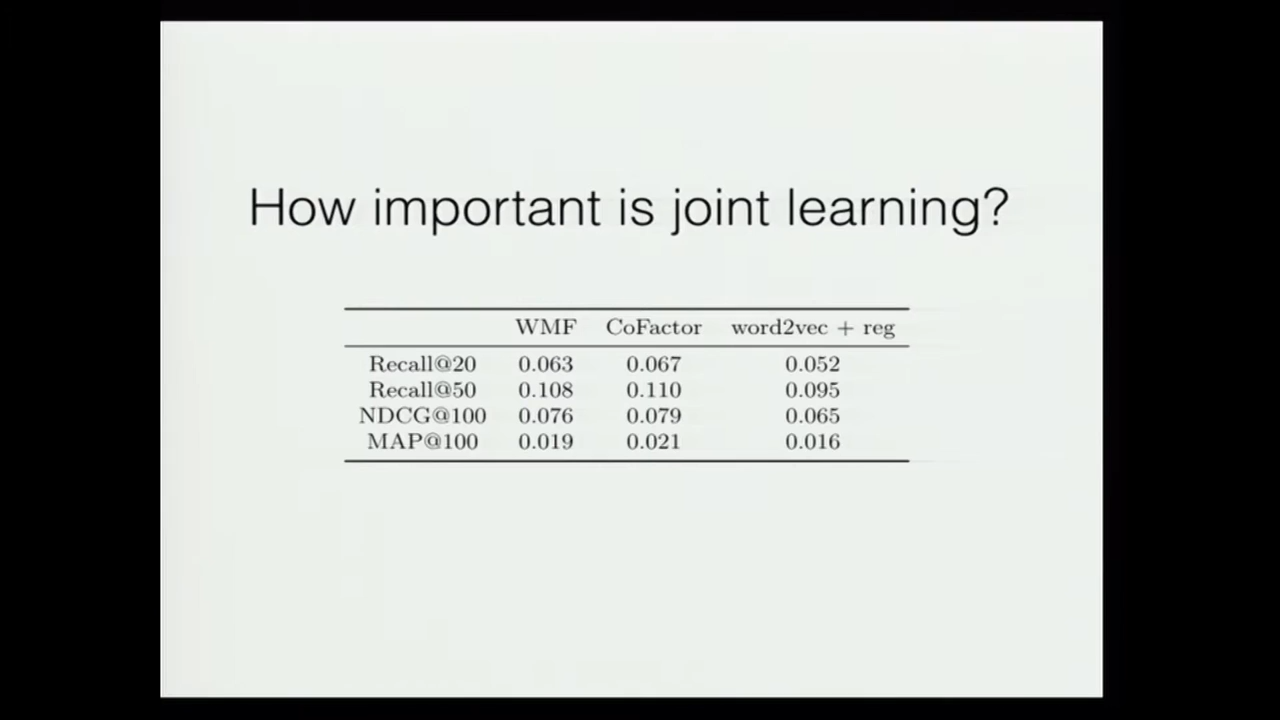 How important is joint learning?
WMF CoFactor word2vec + reg
Recall@20 0.063 0.067 0.052
Recall@50 0.108 0.110 0.095
NDCG@100 0.076 0.079 0.065
MAP@100 0.019 0.021 0.016